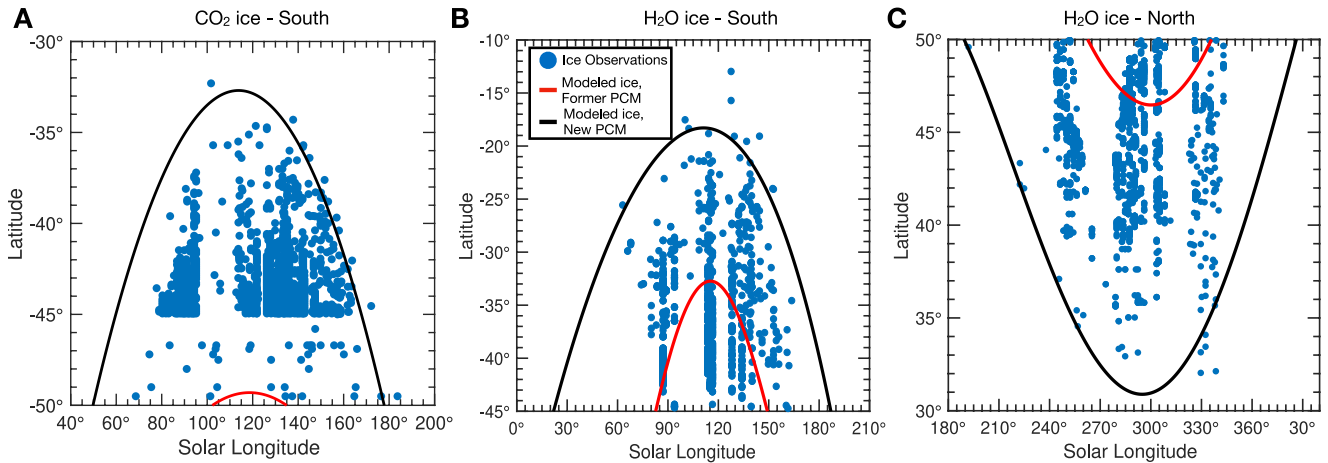 A
CO₂ ice - South
-30°
-35°
-40°
-45°
-50°
40° 60° 80° 100° 120° 140° 160° 180° 200°
Latitude
Solar Longitude
B
H₂O ice - South
-10°
-15°
-20°
-25°
-30°
-35°
-40°
-45°
0° 30° 60° 90° 120° 150° 180° 210°
Latitude
Solar Longitude
Ice Observations
Modeled ice,
Former PCM
Modeled ice,
New PCM
C
H₂O ice - North
50°
45°
40°
35°
30°
180° 210° 240° 270° 300° 330° 360° 30°
Latitude
Solar Longitude